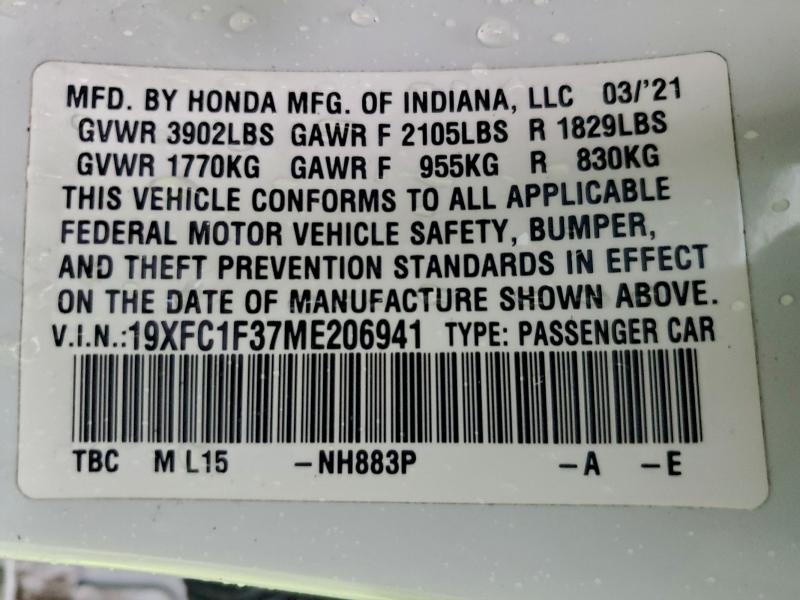 MFD. BY HONDA MFG. OF INDIANA, LLC 03/'21
GVWR 3902LBS GAWR F 2105LBS R 1829LBS
GVWR 1770KG GAWR F 955KG R 830KG
THIS VEHICLE CONFORMS TO ALL APPLICABLE
FEDERAL MOTOR VEHICLE SAFETY, BUMPER,
AND THEFT PREVENTION STANDARDS IN EFFECT
ON THE DATE OF MANUFACTURE SHOWN ABOVE.
V.I.N.:19XFC1F37ME206941 TYPE: PASSENGER CAR
TBC M L15 -NH883P -A -E